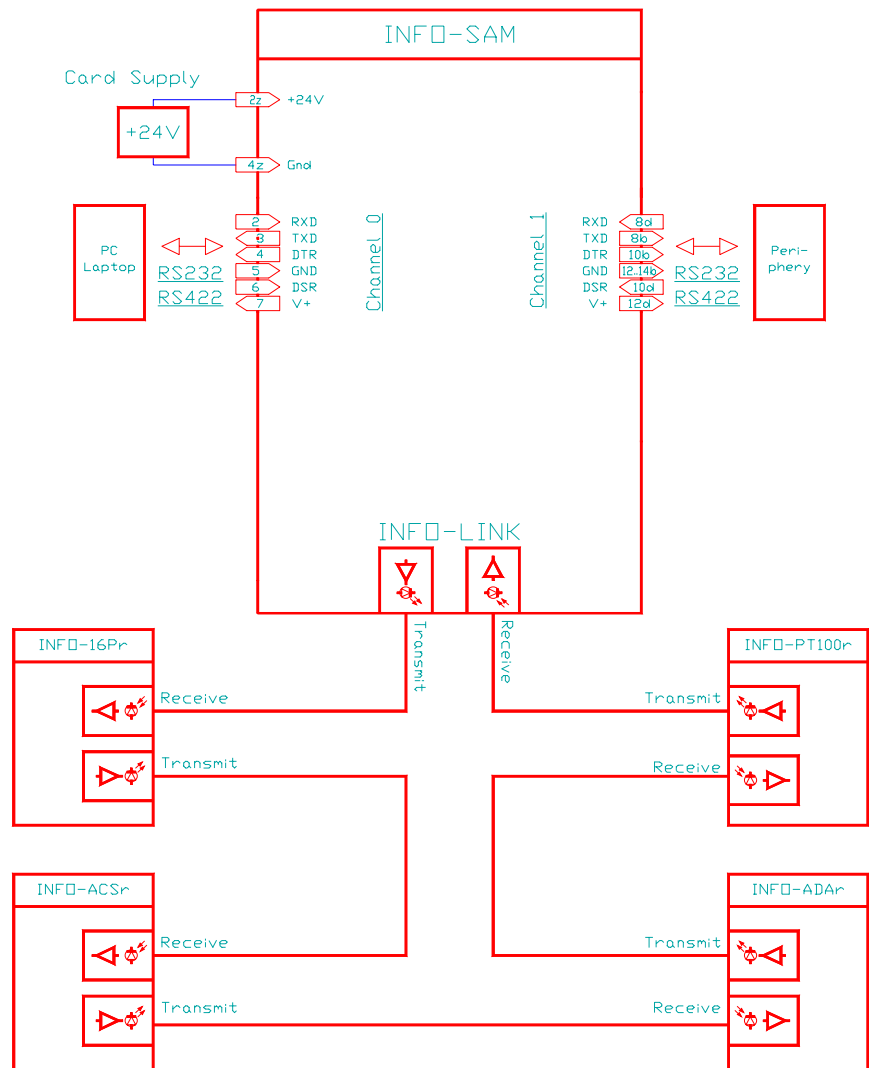 INFO-SAM
Card Supply
+24V
2z +24V
4z Gnd
PC
Laptop
RS232
RS422
2 RXD
3 TXD
4 DTR
5 GND
6 DSR
7 V+
Channel 0
Channel 1
RXD 8d
TXD 8b
DTR 10b
GND 12.14b
DSR 10d
V+ 12d
RS232
RS422
Peri-
phery
INFO-LINK
Transmit
Receive
INFO-16Pr
Receive
Transmit
INFO-PT100r
Transmit
Receive
INFO-ACSr
Receive
Transmit
INFO-ADAr
Transmit
Receive